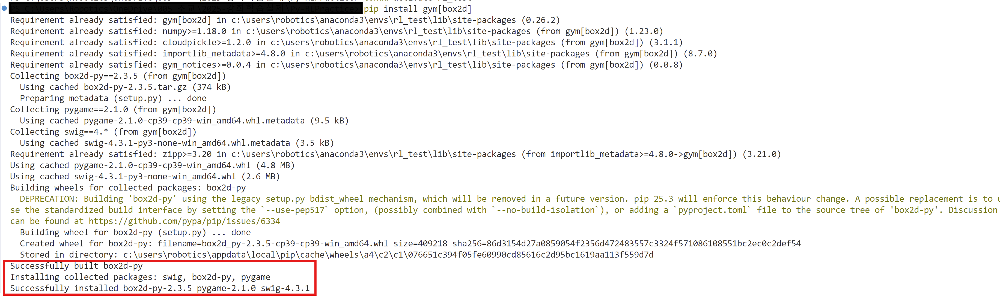 pip install gym[box2d]
Requirement already satisfied: gym[box2d] in c:\users\robotics\anaconda3\envs\rl_test\lib\site-packages (0.26.2)
Requirement already satisfied: numpy>=1.18.0 in c:\users\robotics\anaconda3\envs\rl_test\lib\site-packages (from gym[box2d]) (1.23.0)
Requirement already satisfied: cloudpickle>=1.2.0 in c:\users\robotics\anaconda3\envs\rl_test\lib\site-packages (from gym[box2d]) (3.1.1)
Requirement already satisfied: importlib_metadata>=4.8.0 in c:\users\robotics\anaconda3\envs\rl_test\lib\site-packages (from gym[box2d]) (8.7.0)
Requirement already satisfied: gym_notices>=0.0.4 in c:\users\robotics\anaconda3\envs\rl_test\lib\site-packages (from gym[box2d]) (0.0.8)
Collecting box2d-py==2.3.5 (from gym[box2d])
Using cached box2d-py-2.3.5.tar.gz (374 kB)
Preparing metadata (setup.py) ... done
Collecting pygame==2.1.0 (from gym[box2d])
Using cached pygame-2.1.0-cp39-cp39-win_amd64.whl.metadata (9.5 kB)
Collecting swig==4.* (from gym[box2d])
Using cached swig-4.3.1-py3-none-win_amd64.whl.metadata (3.5 kB)
Requirement already satisfied: zipp>=3.20 in c:\users\robotics\anaconda3\envs\rl_test\lib\site-packages (from importlib_metadata>=4.8.0->gym[box2d]) (3.21.0)
Using cached pygame-2.1.0-cp39-cp39-win_amd64.whl (4.8 MB)
Using cached swig-4.3.1-py3-none-win_amd64.whl (2.6 MB)
Building wheels for collected packages: box2d-py
DEPRECATION: Building 'box2d-py' using the legacy setup.py bdist_wheel mechanism, which will be removed in a future version. pip 25.3 will enforce this behaviour change. A possible replacement is to u
se the standardized build interface by setting the `--use-pep517` option, (possibly combined with `--no-build-isolation`), or adding a `pyproject.toml` file to the source tree of 'box2d-py'. Discussion
can be found at https://github.com/pypa/pip/issues/6334
Building wheel for box2d-py (setup.py) ... done
Created wheel for box2d-py: filename=box2d_py-2.3.5-cp39-cp39-win_amd64.whl size=409218 sha256=86d3154d27a0859054f2356d472483557c3324f571086108551bc2ec0c2def54
Stored in directory: c:\users\robotics\appdata\local\pip\cache\wheels\a4\c2\c1\076651c394f05fe60990cd85616c2d95bc1619aa113f559d7d
Successfully built box2d-py
Installing collected packages: swig, box2d-py, pygame
Successfully installed box2d-py-2.3.5 pygame-2.1.0 swig-4.3.1